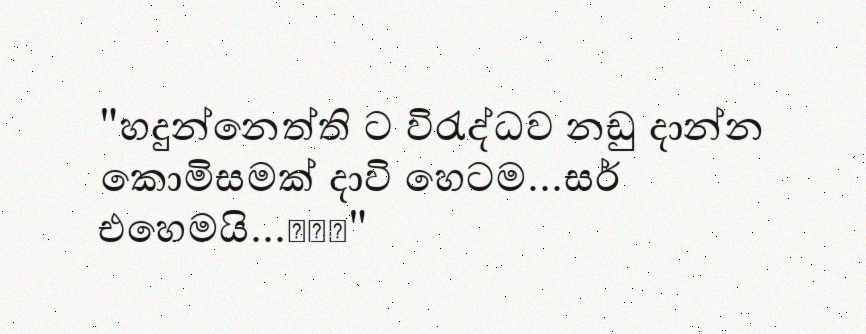 "හදුන්නෙත්ති ට විරැද්ධව නඩු දාන්න
කොමිසමක් දාවි හෙටම...සර්
එහෙමයි..."